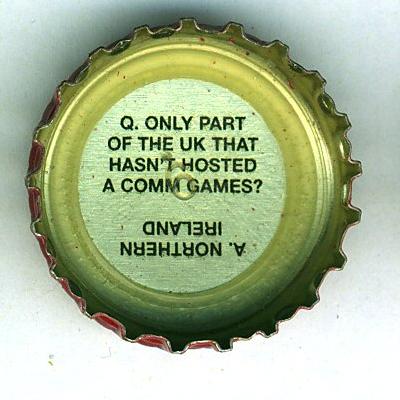 Q. ONLY PART
OF THE UK THAT
HASN'T HOSTED
A COMM GAMES?
A. NORTHERN
IRELAND